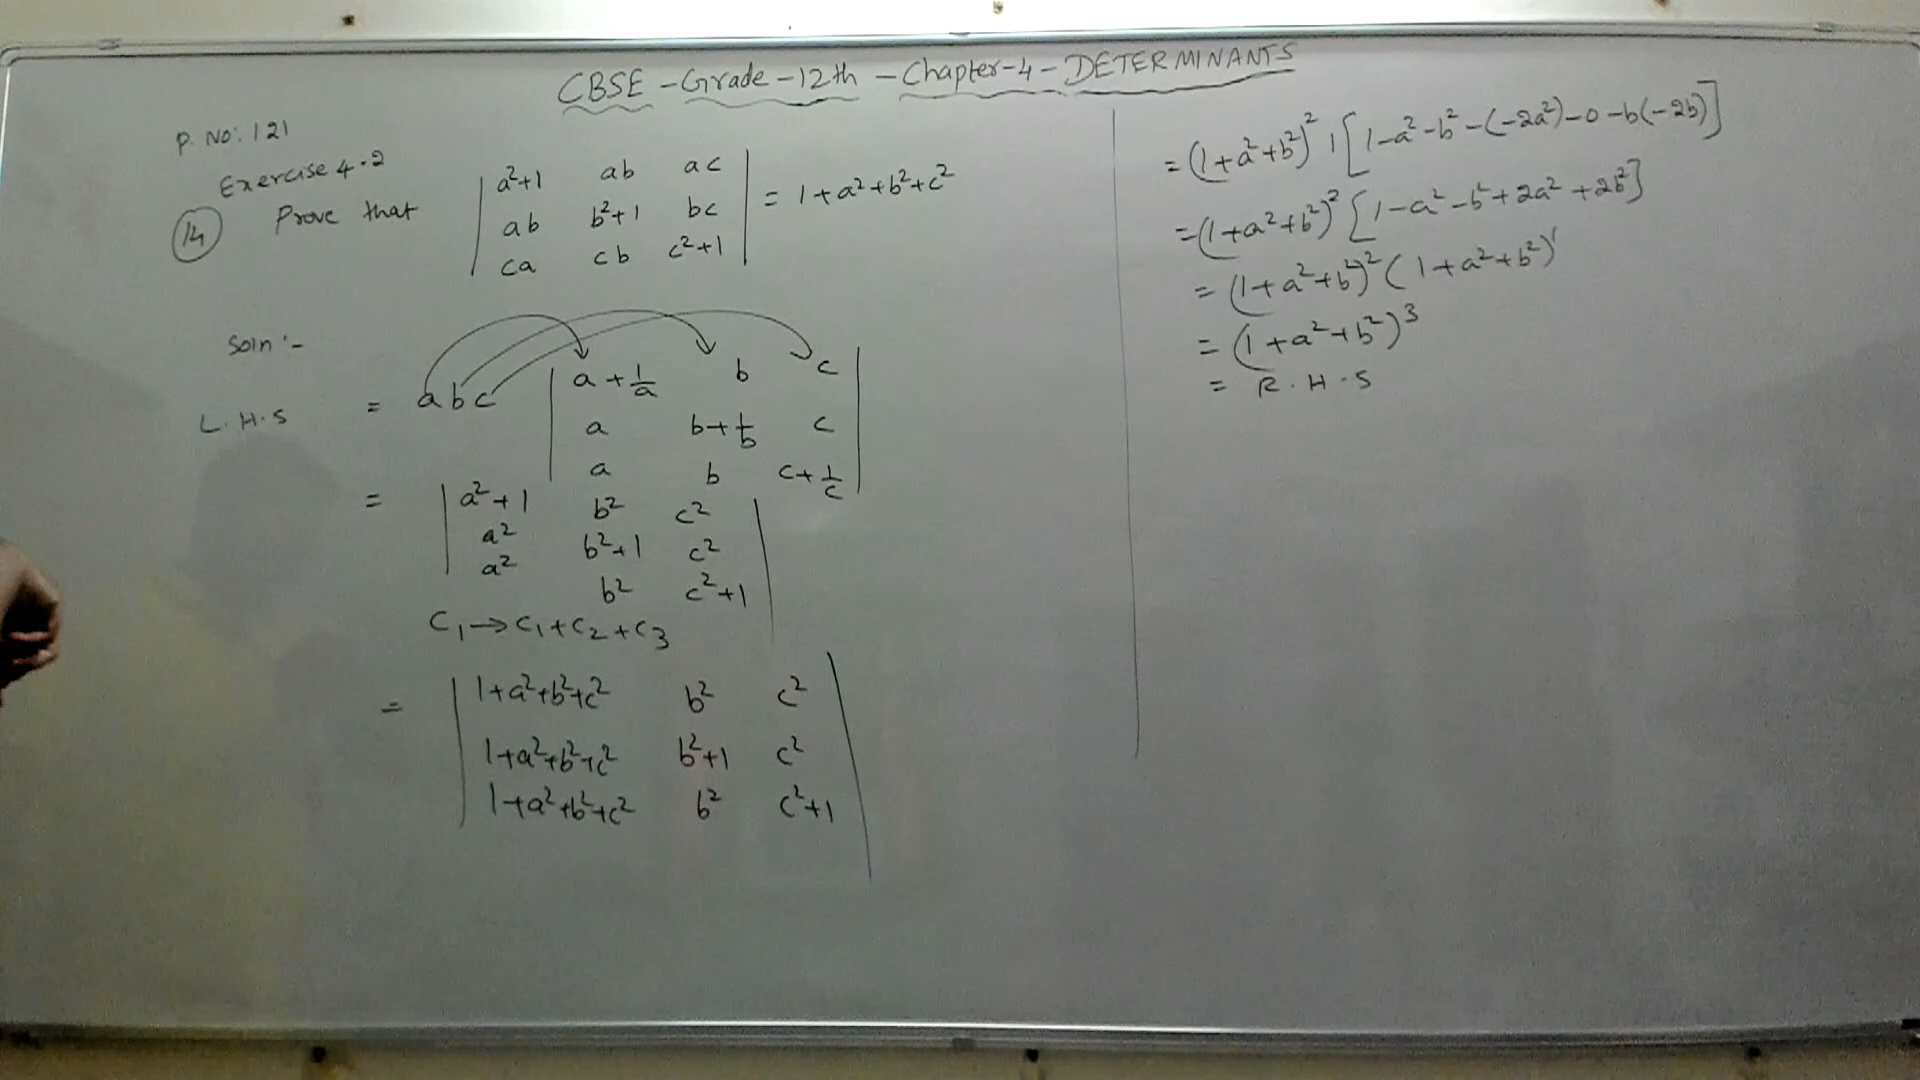 CBSE - Grade - 12th - Chapter-4 - DETERMINANTS
P. No: 121
Exercise 4.2
14 Prove that | a²+1 ab ac |
| ab b²+1 bc | = 1+a²+b²+c²
| ca cb c²+1 |
Soln :-
L.H.S = abc | a+1/a b c |
| a b+1/b c |
| a b c+1/c |
= | a²+1 b² c² |
| a² b²+1 c² |
| a² b² c²+1 |
C₁→C₁+C₂+C₃
= | 1+a²+b²+c² b² c² |
| 1+a²+b²+c² b²+1 c² |
| 1+a²+b²+c² b² c²+1 |
= (1+a²+b²)² 1[1-a²-b²-(-2a²)-0-b(-2b)]
= (1+a²+b²)² [1-a²-b²+2a²+2b²]
= (1+a²+b²)² (1+a²+b²)¹
= (1+a²+b²)³
= R.H.S